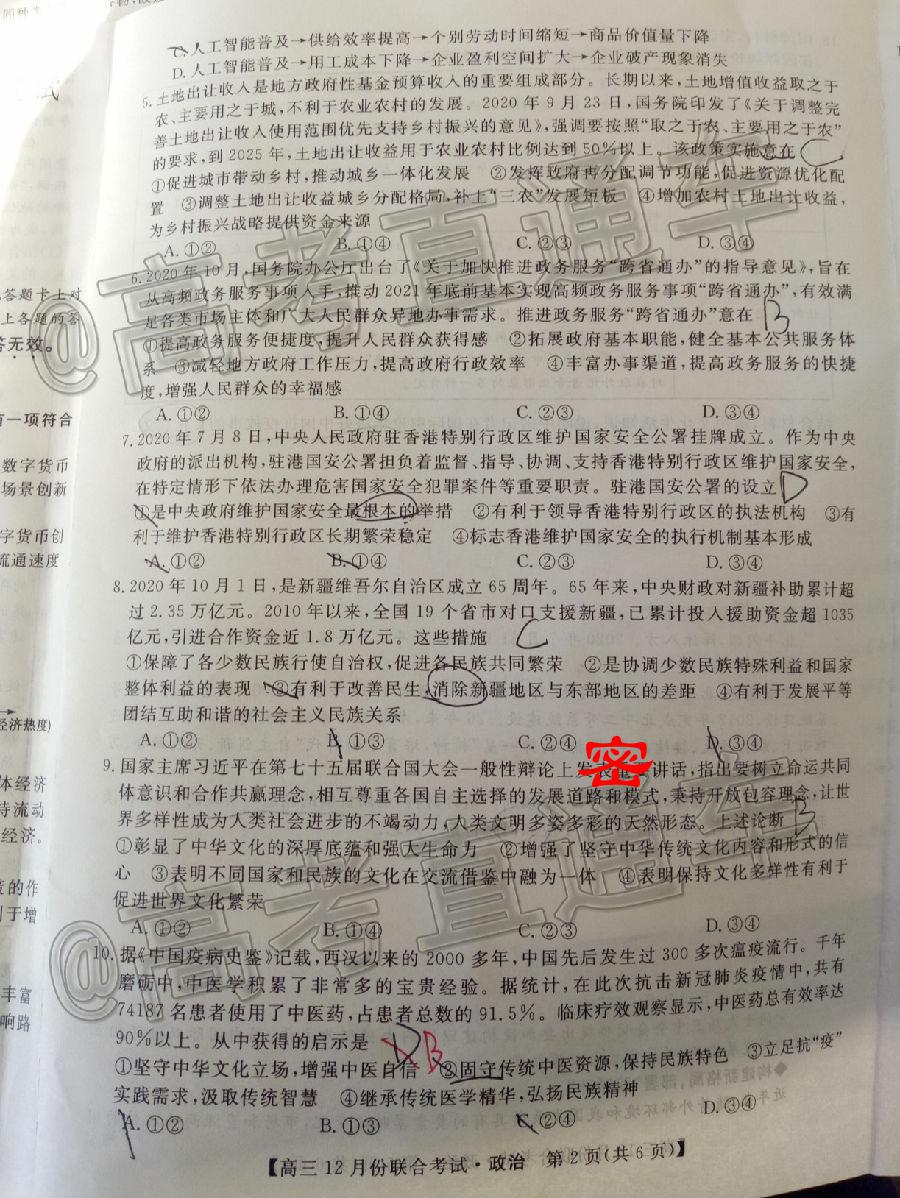 C.人工智能普及→供给效率提高→个别劳动时间缩短→商品价值量下降
D.人工智能普及→用工成本下降→企业盈利空间扩大→企业破产现象消失
5.土地出让收入是地方政府性基金预算收入的重要组成部分。长期以来,土地增值收益取之于
农、主要用之于城,不利于农业农村的发展。2020年9月23日,国务院印发了《关于调整完
善土地出让收入使用范围优先支持乡村振兴的意见》,强调要按照“取之于农、主要用之于农”
的要求,到2025年,土地出让收益用于农业农村比例达到50%以上。该政策实施意在 C
①促进城市带动乡村,推动城乡一体化发展 ②发挥政府再分配调节功能,促进资源优化配
置 ③调整土地出让收益城乡分配格局,补上“三农”发展短板 ④增加农村土地出让收益,
为乡村振兴战略提供资金来源
A.①② B.①④ C.②③ D.③④
6.2020年10月,国务院办公厅出台了《关于加快推进政务服务“跨省通办”的指导意见》,旨在
从高频政务服务事项入手,推动2021年底前基本实现高频政务服务事项“跨省通办”,有效满
足各类市场主体和广大人民群众异地办事需求。推进政务服务“跨省通办”意在 B
①提高政务服务便捷度,提升人民群众获得感 ②拓展政府基本职能,健全基本公共服务体
系 ③减轻地方政府工作压力,提高政府行政效率 ④丰富办事渠道,提高政务服务的快捷
度,增强人民群众的幸福感
A.①② B.①④ C.②③ D.③④
7.2020年7月8日,中央人民政府驻香港特别行政区维护国家安全公署挂牌成立。作为中央
政府的派出机构,驻港国安公署担负着监督、指导、协调、支持香港特别行政区维护国家安全,
在特定情形下依法办理危害国家安全犯罪案件等重要职责。驻港国安公署的设立 D
①是中央政府维护国家安全最根本的举措 ②有利于领导香港特别行政区的执法机构 ③有
利于维护香港特别行政区长期繁荣稳定 ④标志香港维护国家安全的执行机制基本形成
A.①② B.①④ C.②③ D.③④
8.2020年10月1日,是新疆维吾尔自治区成立65周年。65年来,中央财政对新疆补助累计超
过2.35万亿元。2010年以来,全国19个省市对口支援新疆,已累计投入援助资金超1035
亿元,引进合作资金近1.8万亿元。这些措施 C
①保障了各少数民族行使自治权,促进各民族共同繁荣 ②是协调少数民族特殊利益和国家
整体利益的表现 ③有利于改善民生,消除新疆地区与东部地区的差距 ④有利于发展平等
团结互助和谐的社会主义民族关系
A.①② B.①③ C.②④ D.③④
9.国家主席习近平在第七十五届联合国大会一般性辩论上发表重要讲话,指出要树立命运共同
体意识和合作共赢理念,相互尊重各国自主选择的发展道路和模式,秉持开放包容理念,让世
界多样性成为人类社会进步的不竭动力、人类文明多姿多彩的天然形态。上述论断 B
①彰显了中华文化的深厚底蕴和强大生命力 ②增强了坚守中华传统文化内容和形式的信
心 ③表明不同国家和民族的文化在交流借鉴中融为一体 ④表明保持文化多样性有利于
促进世界文化繁荣
A.①② B.①④ C.②③ D.③④
10.据《中国疫病史鉴》记载,西汉以来的2000多年,中国先后发生过300多次瘟疫流行。千年
磨砺中,中医学积累了非常多的宝贵经验。据统计,在此次抗击新冠肺炎疫情中,共有
74187名患者使用了中医药,占患者总数的91.5%。临床疗效观察显示,中医药总有效率达
90%以上。从中获得的启示是 B
①坚守中华文化立场,增强中医自信 ②固守传统中医资源,保持民族特色 ③立足抗“疫”
实践需求,汲取传统智慧 ④继承传统医学精华,弘扬民族精神
A.①② B.①③ C.②④ D.③④
【高三12月份联合考试·政治 第2页(共6页)】
密
@高考直通车
@高考直通车
答题卡上对
上各题的答
答无效。
有一项符合
数字货币
场景创新
字货币创
流通速度
经济热度)
体经济
持流动
经济。
的作
于增
丰富
响路